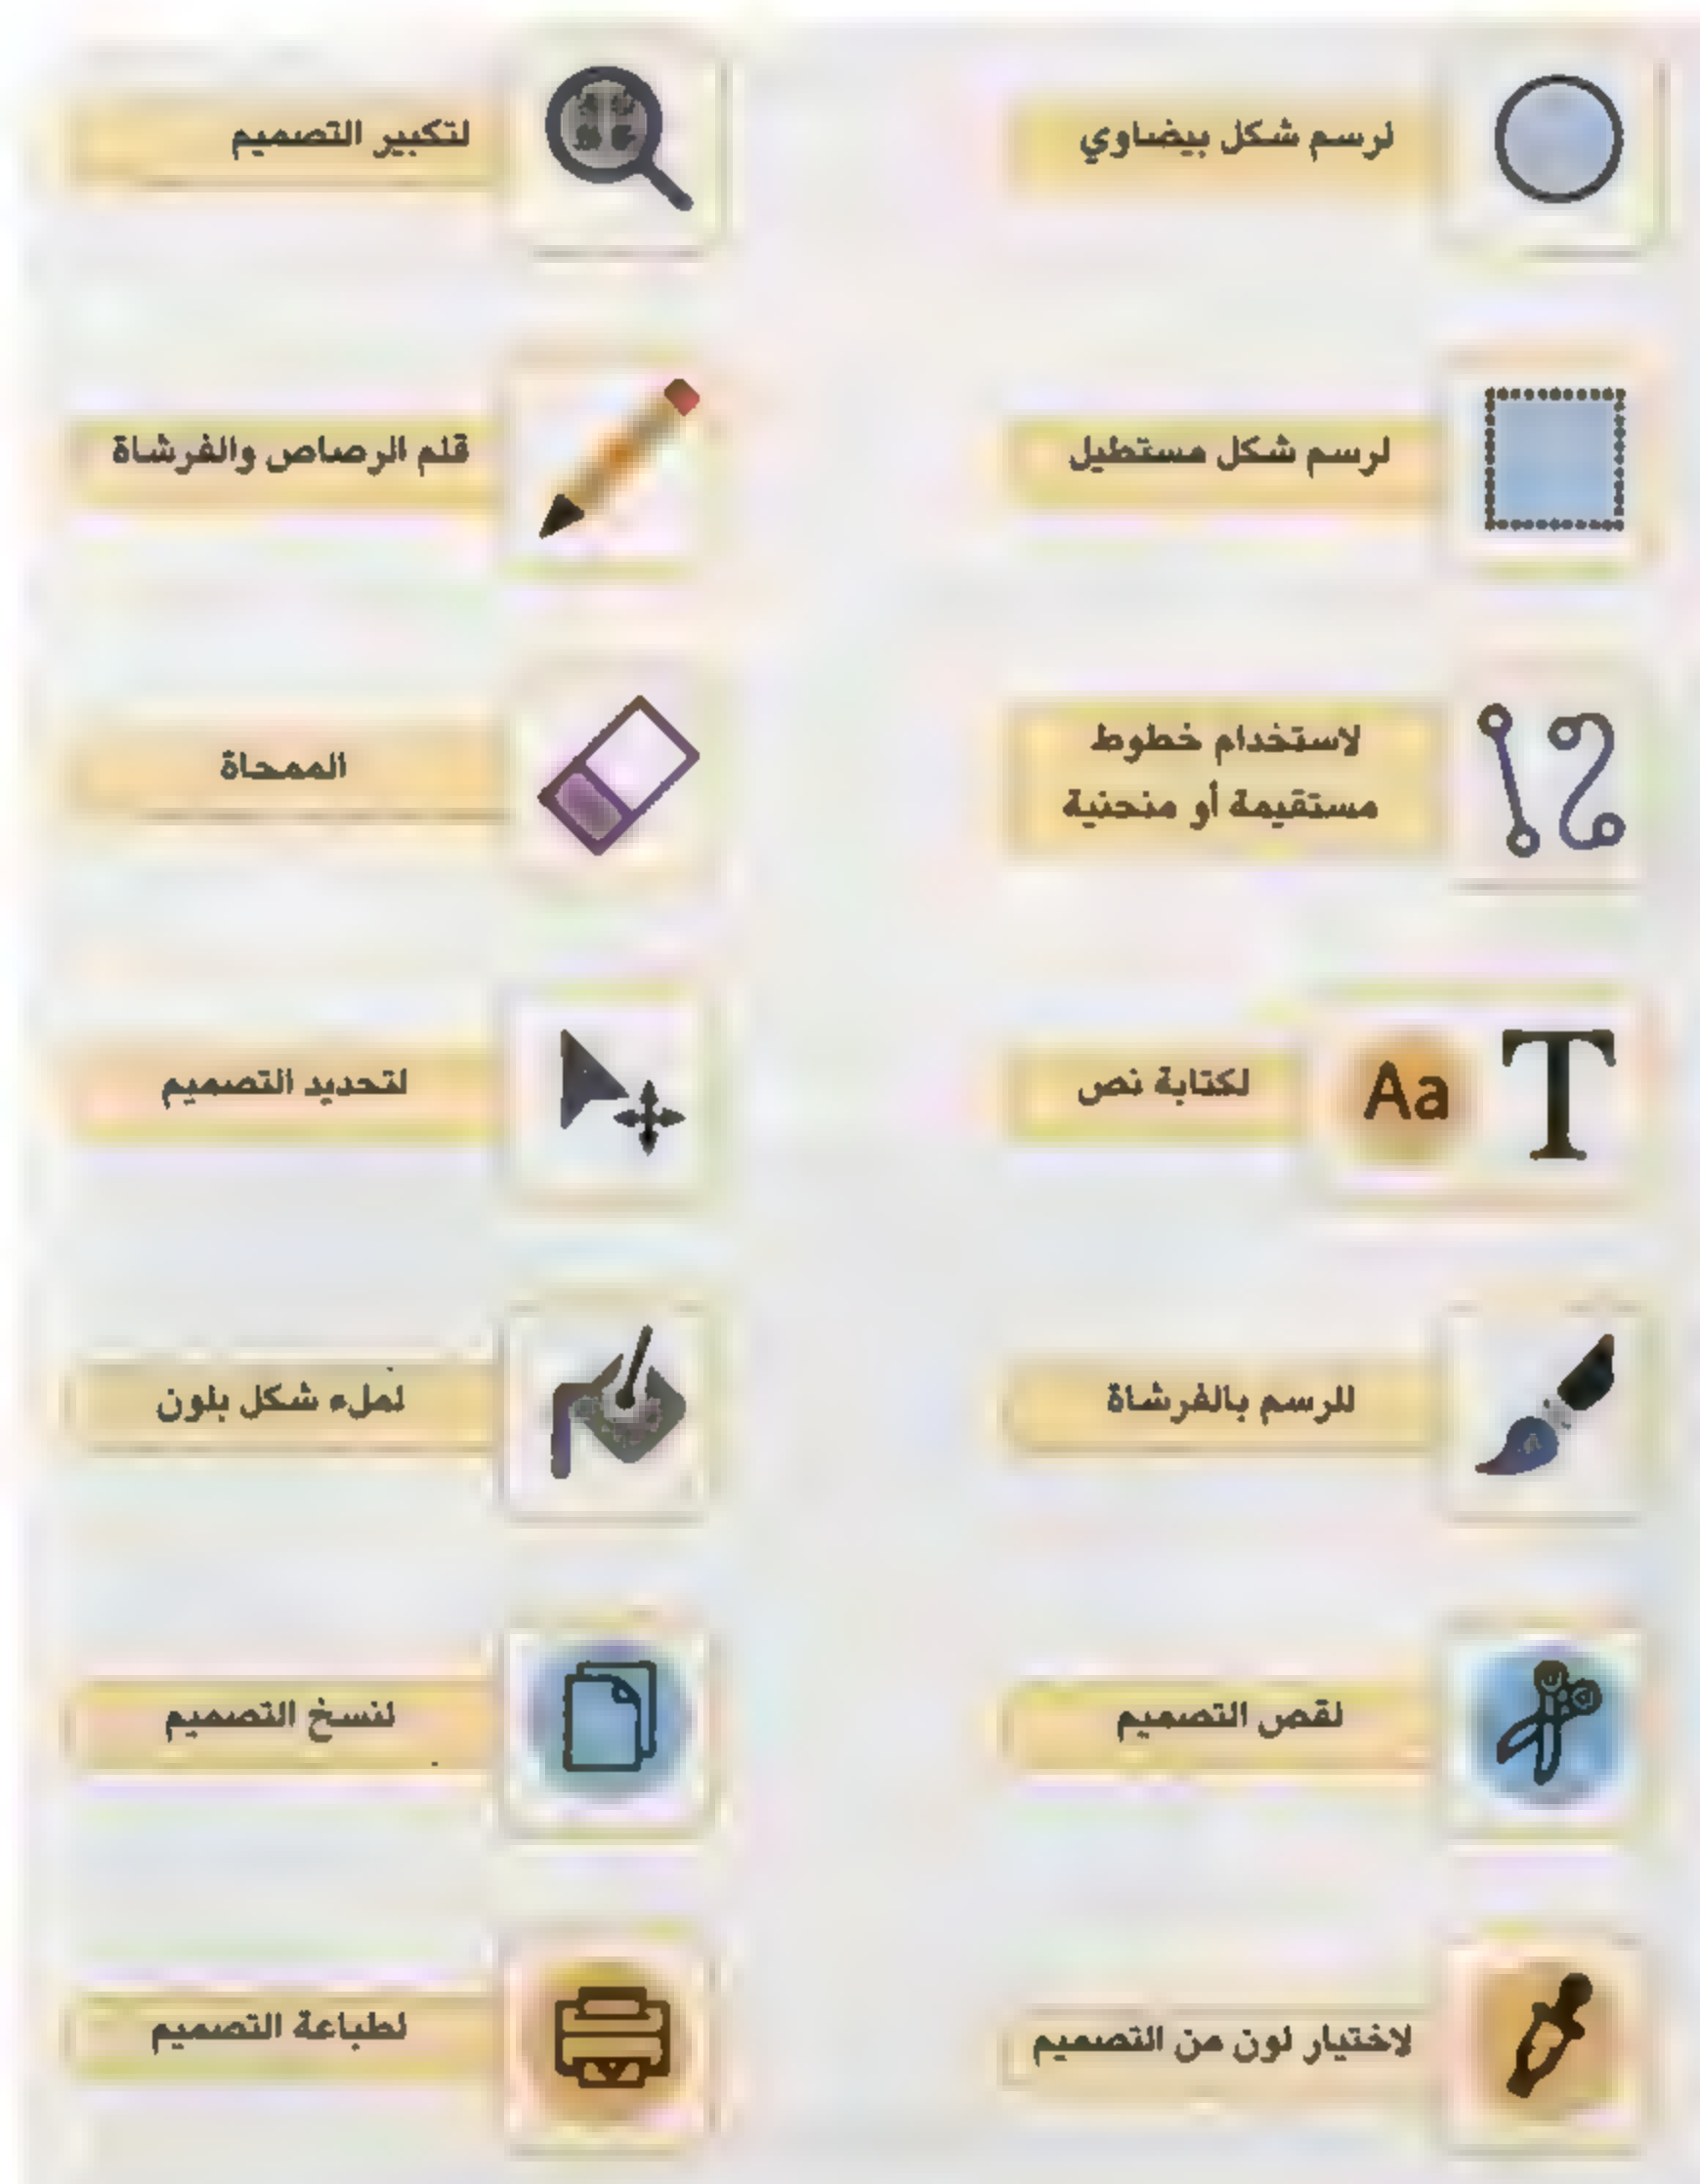 لرسم شكل بيضاوي
لتكبير التصميم
لرسم شكل مستطيل
قلم الرصاص والفرشاة
لاستخدام خطوط
مستقيمة أو منحنية
الممحاة
T Aa
لكتابة نص
لتحديد التصميم
للرسم بالفرشاة
لملء شكل بلون
لقص التصميم
لنسخ التصميم
لاختيار لون من التصميم
لطباعة التصميم